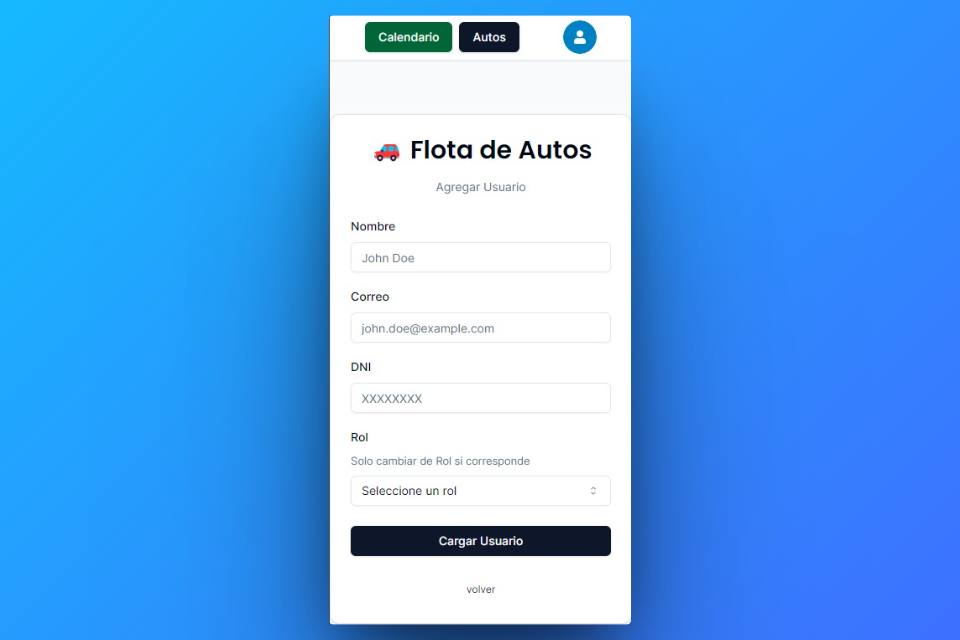 Calendario Autos
Flota de Autos
Agregar Usuario
Nombre
John Doe
Correo
john.doe@example.com
DNI
XXXXXXXX
Rol
Solo cambiar de Rol si corresponde
Seleccione un rol
Cargar Usuario
volver